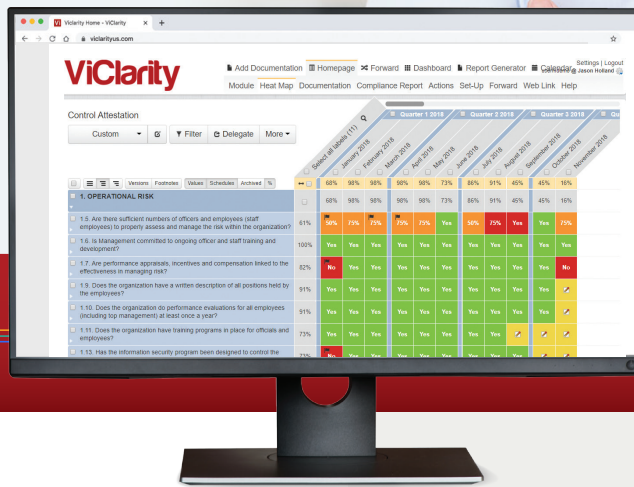 Viclarity Home - ViClarity
viclarityus.com
ViClarity
Add Documentation Homepage Forward Dashboard Report Generator Calendar Settings | Logout
Jason Holland
Module Heat Map Documentation Compliance Report Actions Set-Up Forward Web Link Help
Control Attestation
Custom Filter Delegate More
Quarter 1 2018 Quarter 2 2018 Quarter 3 2018 Qu
Select all labels (11) January 2018 February 2018 March 2018 April 2018 May 2018 June 2018 July 2018 August 2018 September 2018 October 2018 November 2018
Versions Footnotes Values Schedules Archived % 68% 98% 98% 98% 98% 73% 86% 91% 45% 45% 16%
1. OPERATIONAL RISK 68% 98% 98% 98% 98% 73% 86% 91% 45% 45% 16%
1.5. Are there sufficient numbers of officers and employees (staff
employees) to properly assess and manage the risk within the organization? 61% 50% 75% 75% 75% 75% Yes 50% 75% Yes Yes 75%
1.6. Is Management committed to ongoing officer and staff training and
development? 100% Yes Yes Yes Yes Yes Yes Yes Yes Yes Yes Yes
1.7. Are performance appraisals, incentives and compensation linked to the
effectiveness in managing risk? 82% No Yes Yes Yes Yes Yes Yes Yes Yes Yes No
1.9. Does the organization have a written description of all positions held by
the employees? 91% Yes Yes Yes Yes Yes Yes Yes Yes Yes Yes
1.10. Does the organization do performance evaluations for all employees
(including top management) at least once a year? 91% Yes Yes Yes Yes Yes Yes Yes Yes Yes Yes
1.11. Does the organization have training programs in place for officials and
employees? 73% Yes Yes Yes Yes Yes Yes Yes Yes
1.13. Has the information security program been designed to control the 73% No Yes Yes Yes Yes Yes Yes Yes Yes